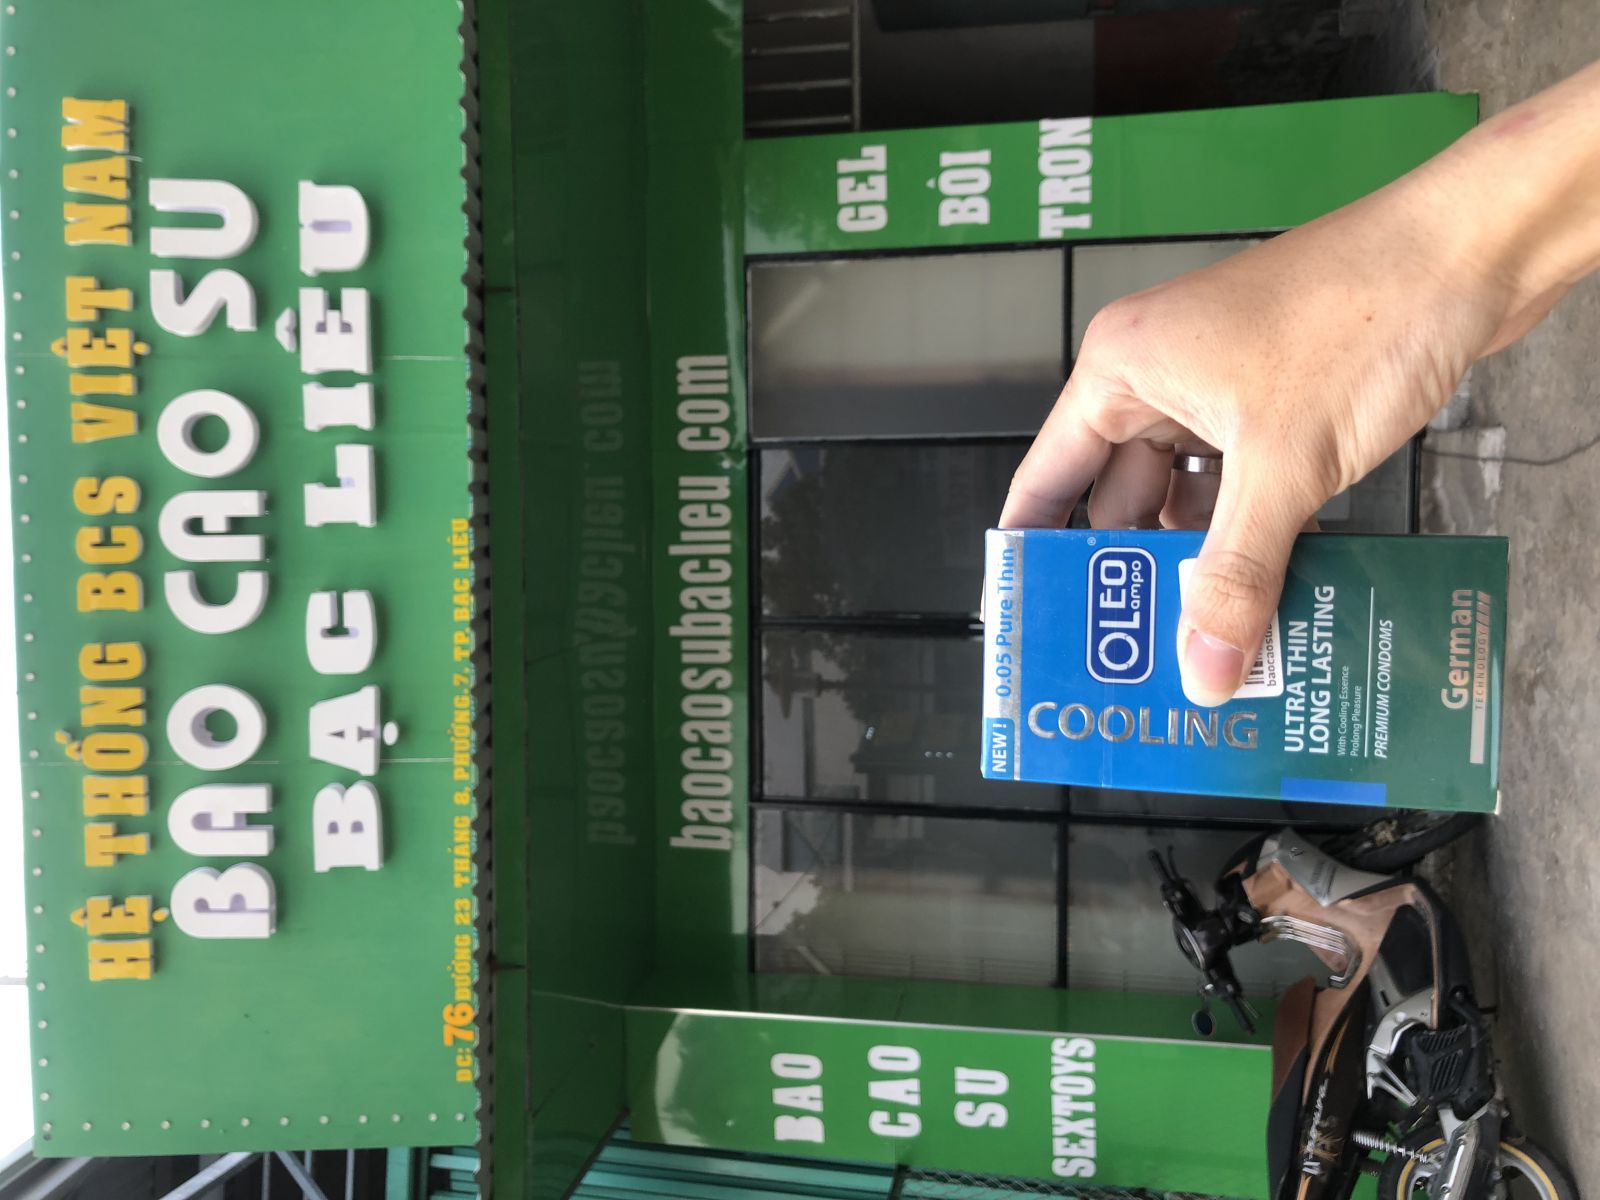 HỆ THỐNG BCS VIỆT NAM
BAO CAO SU
BẠC LIÊU
ĐC: 76 ĐƯỜNG 23 THÁNG 8, PHƯỜNG.7, TP. BẠC LIÊU
baocaosubaclieu.com
BAO
CAO
SU
SEXTOYS
GEL
BÔI
TRƠN
NEW! 0.05 Pure Thin
OLEO
Lampo
®
COOLING
ULTRA THIN
LONG LASTING
With Cooling Essence
Prolong Pleasure
PREMIUM CONDOMS
German
TECHNOLOGY